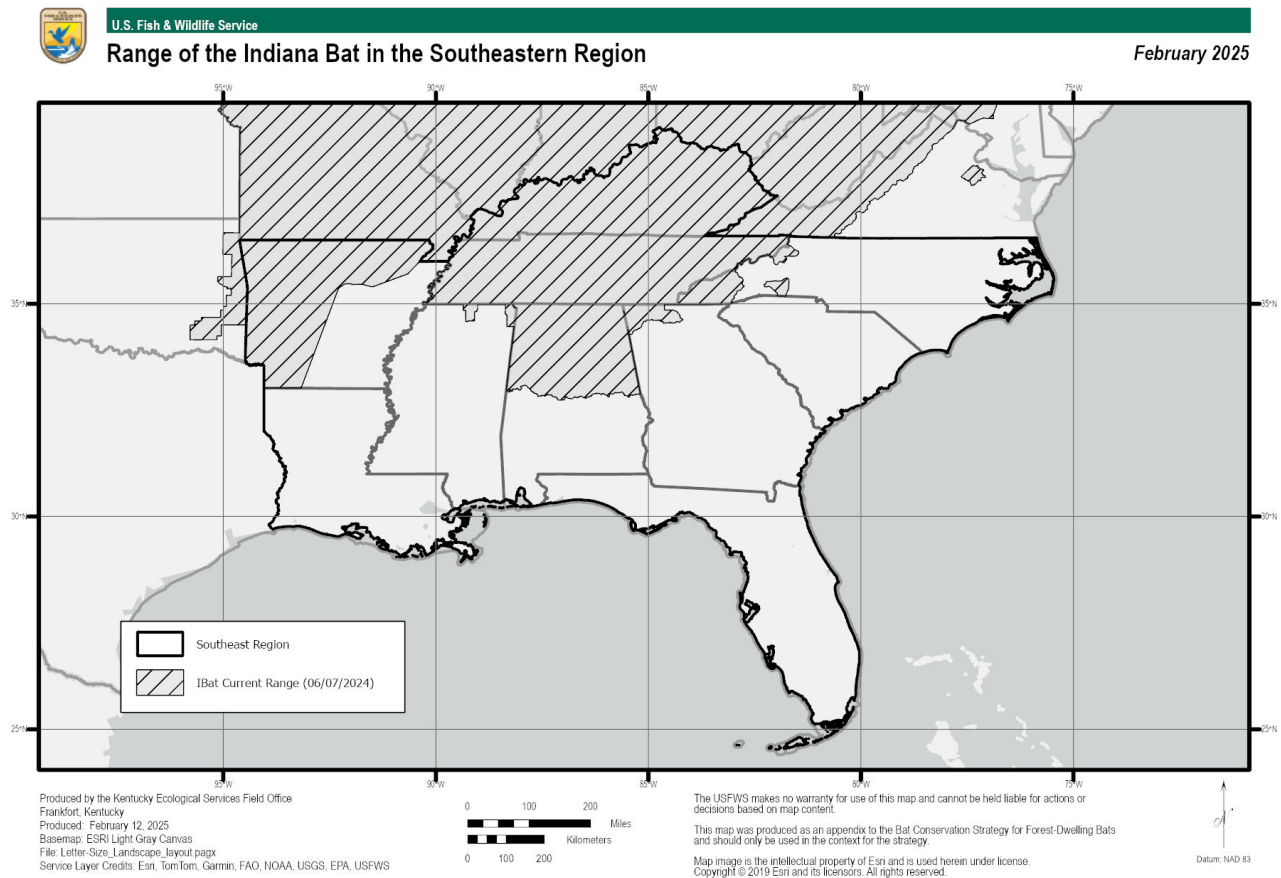 U.S. Fish & Wildlife Service
Range of the Indiana Bat in the Southeastern Region
February 2025
95°W
90°W
85°W
80°W
75°W
35°N
35°N
30°N
30°N
25°N
25°N
Southeast Region
IBat Current Range (06/07/2024)
95°W
90°W
85°W
80°W
75°W
Produced by the Kentucky Ecological Services Field Office
Frankfort, Kentucky
Produced: February 12, 2025
Basemap: ESRI Light Gray Canvas
File: Letter-Size_Landscape_layout.pagx
Service Layer Credits: Esri, TomTom, Garmin, FAO, NOAA, USGS, EPA, USFWS
0 100 200
Miles
Kilometers
0 100 200
The USFWS makes no warranty for use of this map and cannot be held liable for actions or
decisions based on map content.
This map was produced as an appendix to the Bat Conservation Strategy for Forest-Dwelling Bats
and should only be used in the context for the strategy.
Map image is the intellectual property of Esri and is used herein under license.
Copyright © 2019 Esri and its licensors. All rights reserved.
N
Datum: NAD 83